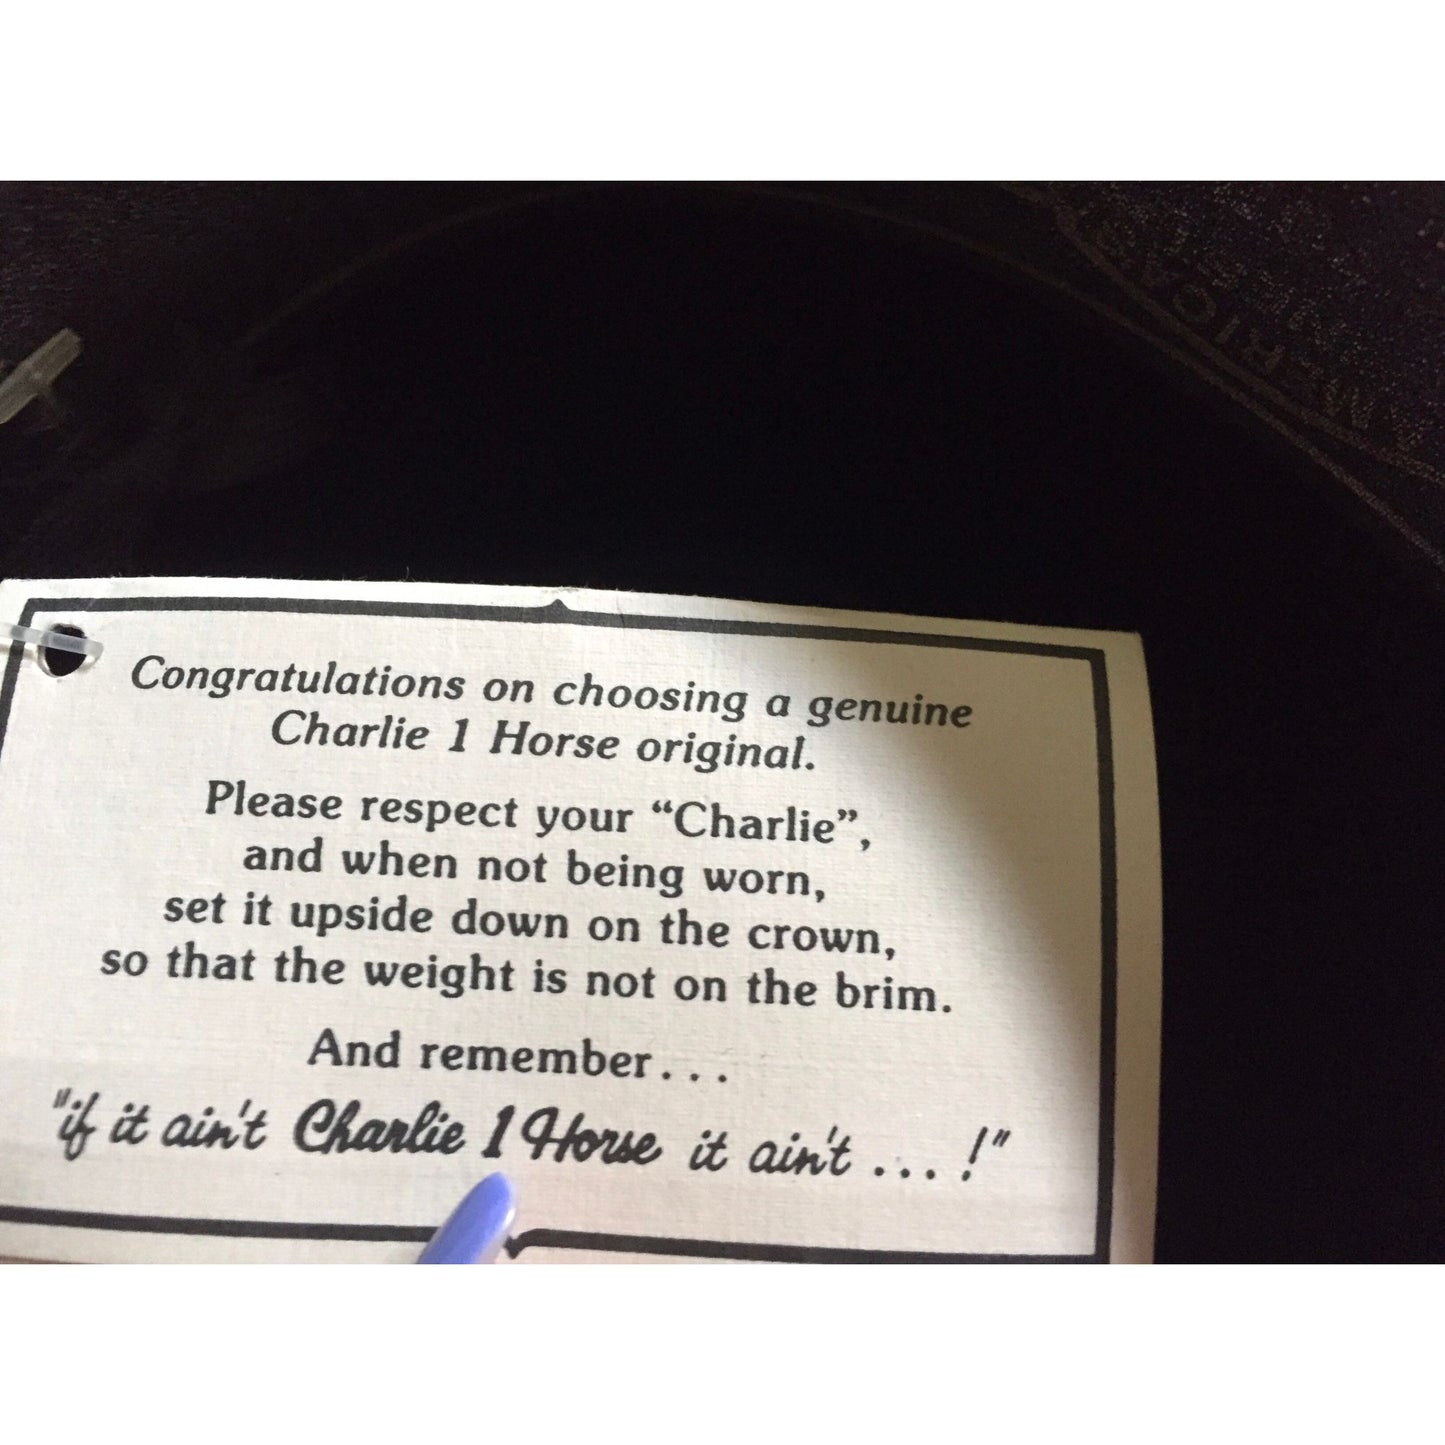 Congratulations on choosing a genuine
Charlie 1 Horse original.
Please respect your “Charlie”,
and when not being worn,
set it upside down on the crown,
so that the weight is not on the brim.
And remember...
"if it ain't Charlie 1 Horse it ain't ... !"